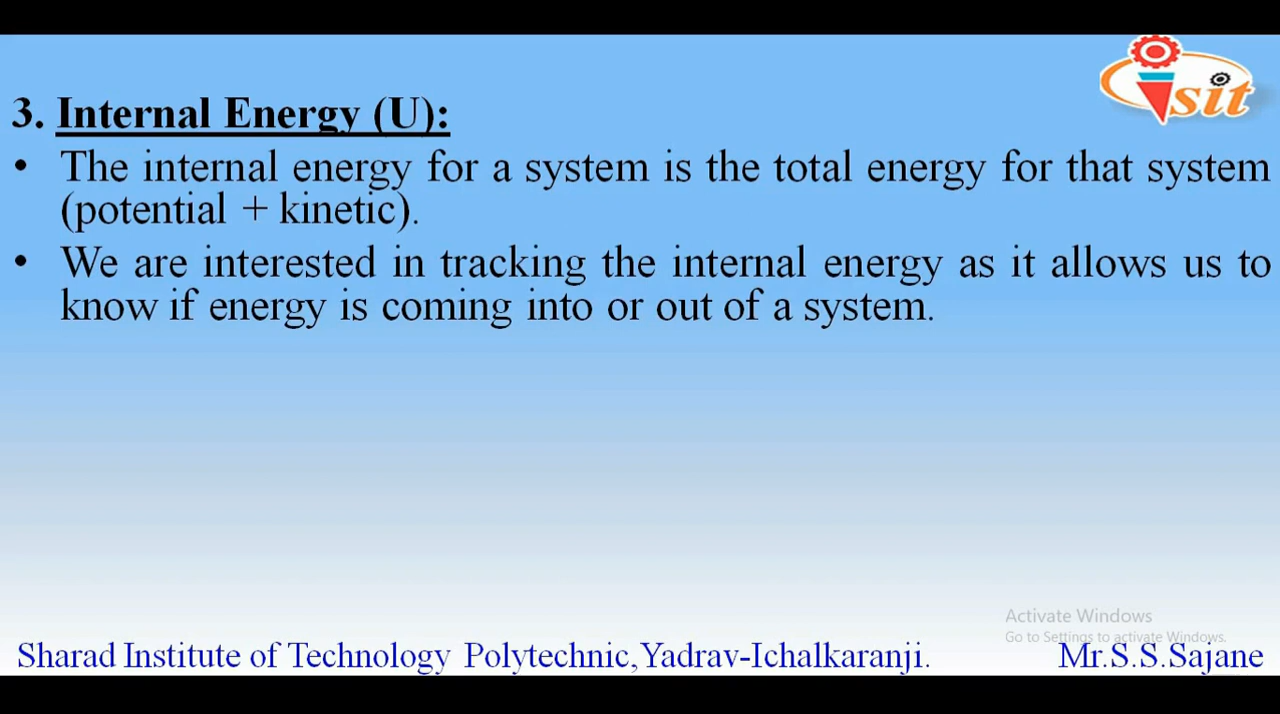 sit
3. Internal Energy (U):
• The internal energy for a system is the total energy for that system
(potential + kinetic).
• We are interested in tracking the internal energy as it allows us to
know if energy is coming into or out of a system.
Activate Windows
Go to Settings to activate Windows.
Sharad Institute of Technology Polytechnic,Yadrav-Ichalkaranji. Mr.S.S.Sajane